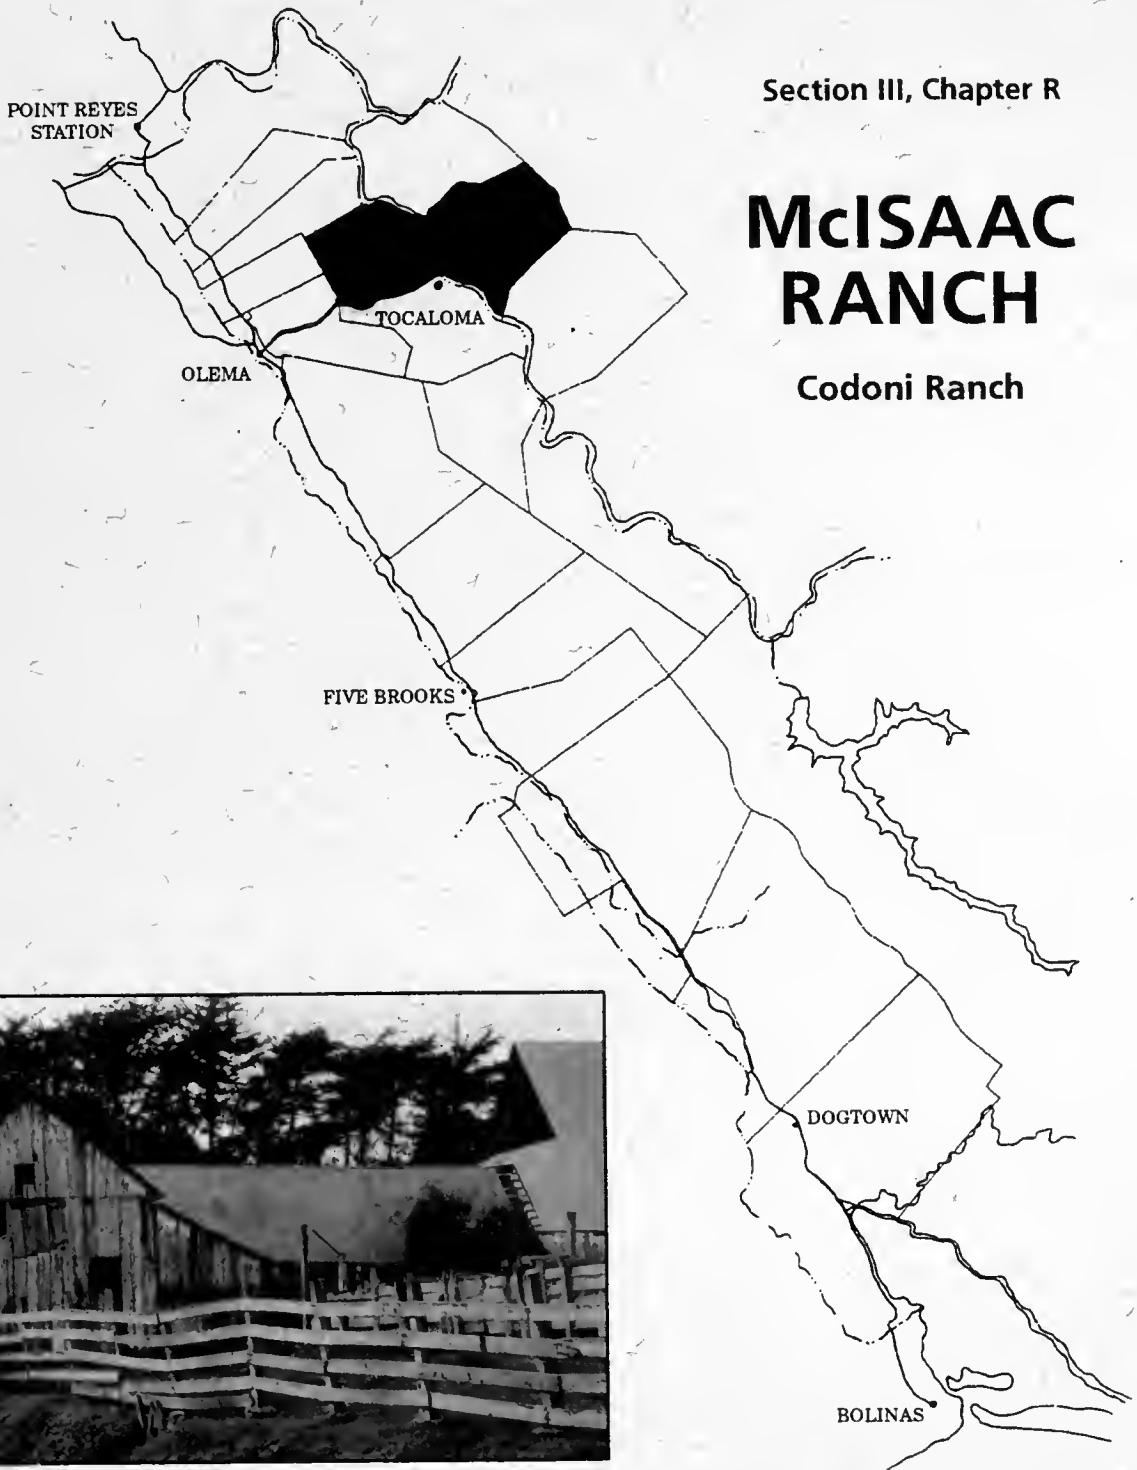 Section III, Chapter R
McISAAC
RANCH
Codoni Ranch
POINT REYES
STATION
TOCALOMA
OLEMA
FIVE BROOKS
DOGTOWN
BOLINAS